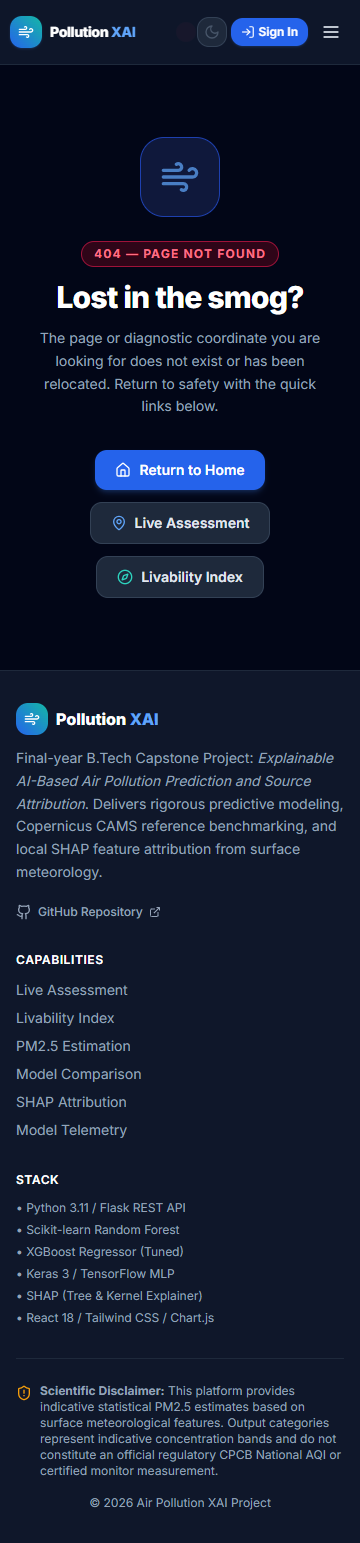 Pollution XAI
Sign In
404 — PAGE NOT FOUND
Lost in the smog?
The page or diagnostic coordinate you are
looking for does not exist or has been
relocated. Return to safety with the quick
links below.
Return to Home
Live Assessment
Livability Index
Pollution XAI
Final-year B.Tech Capstone Project: Explainable
AI-Based Air Pollution Prediction and Source
Attribution. Delivers rigorous predictive modeling,
Copernicus CAMS reference benchmarking, and
local SHAP feature attribution from surface
meteorology.
GitHub Repository
CAPABILITIES
Live Assessment
Livability Index
PM2.5 Estimation
Model Comparison
SHAP Attribution
Model Telemetry
STACK
• Python 3.11 / Flask REST API
• Scikit-learn Random Forest
• XGBoost Regressor (Tuned)
• Keras 3 / TensorFlow MLP
• SHAP (Tree & Kernel Explainer)
• React 18 / Tailwind CSS / Chart.js
Scientific Disclaimer: This platform provides
indicative statistical PM2.5 estimates based on
surface meteorological features. Output categories
represent indicative concentration bands and do not
constitute an official regulatory CPCB National AQI or
certified monitor measurement.
© 2026 Air Pollution XAI Project